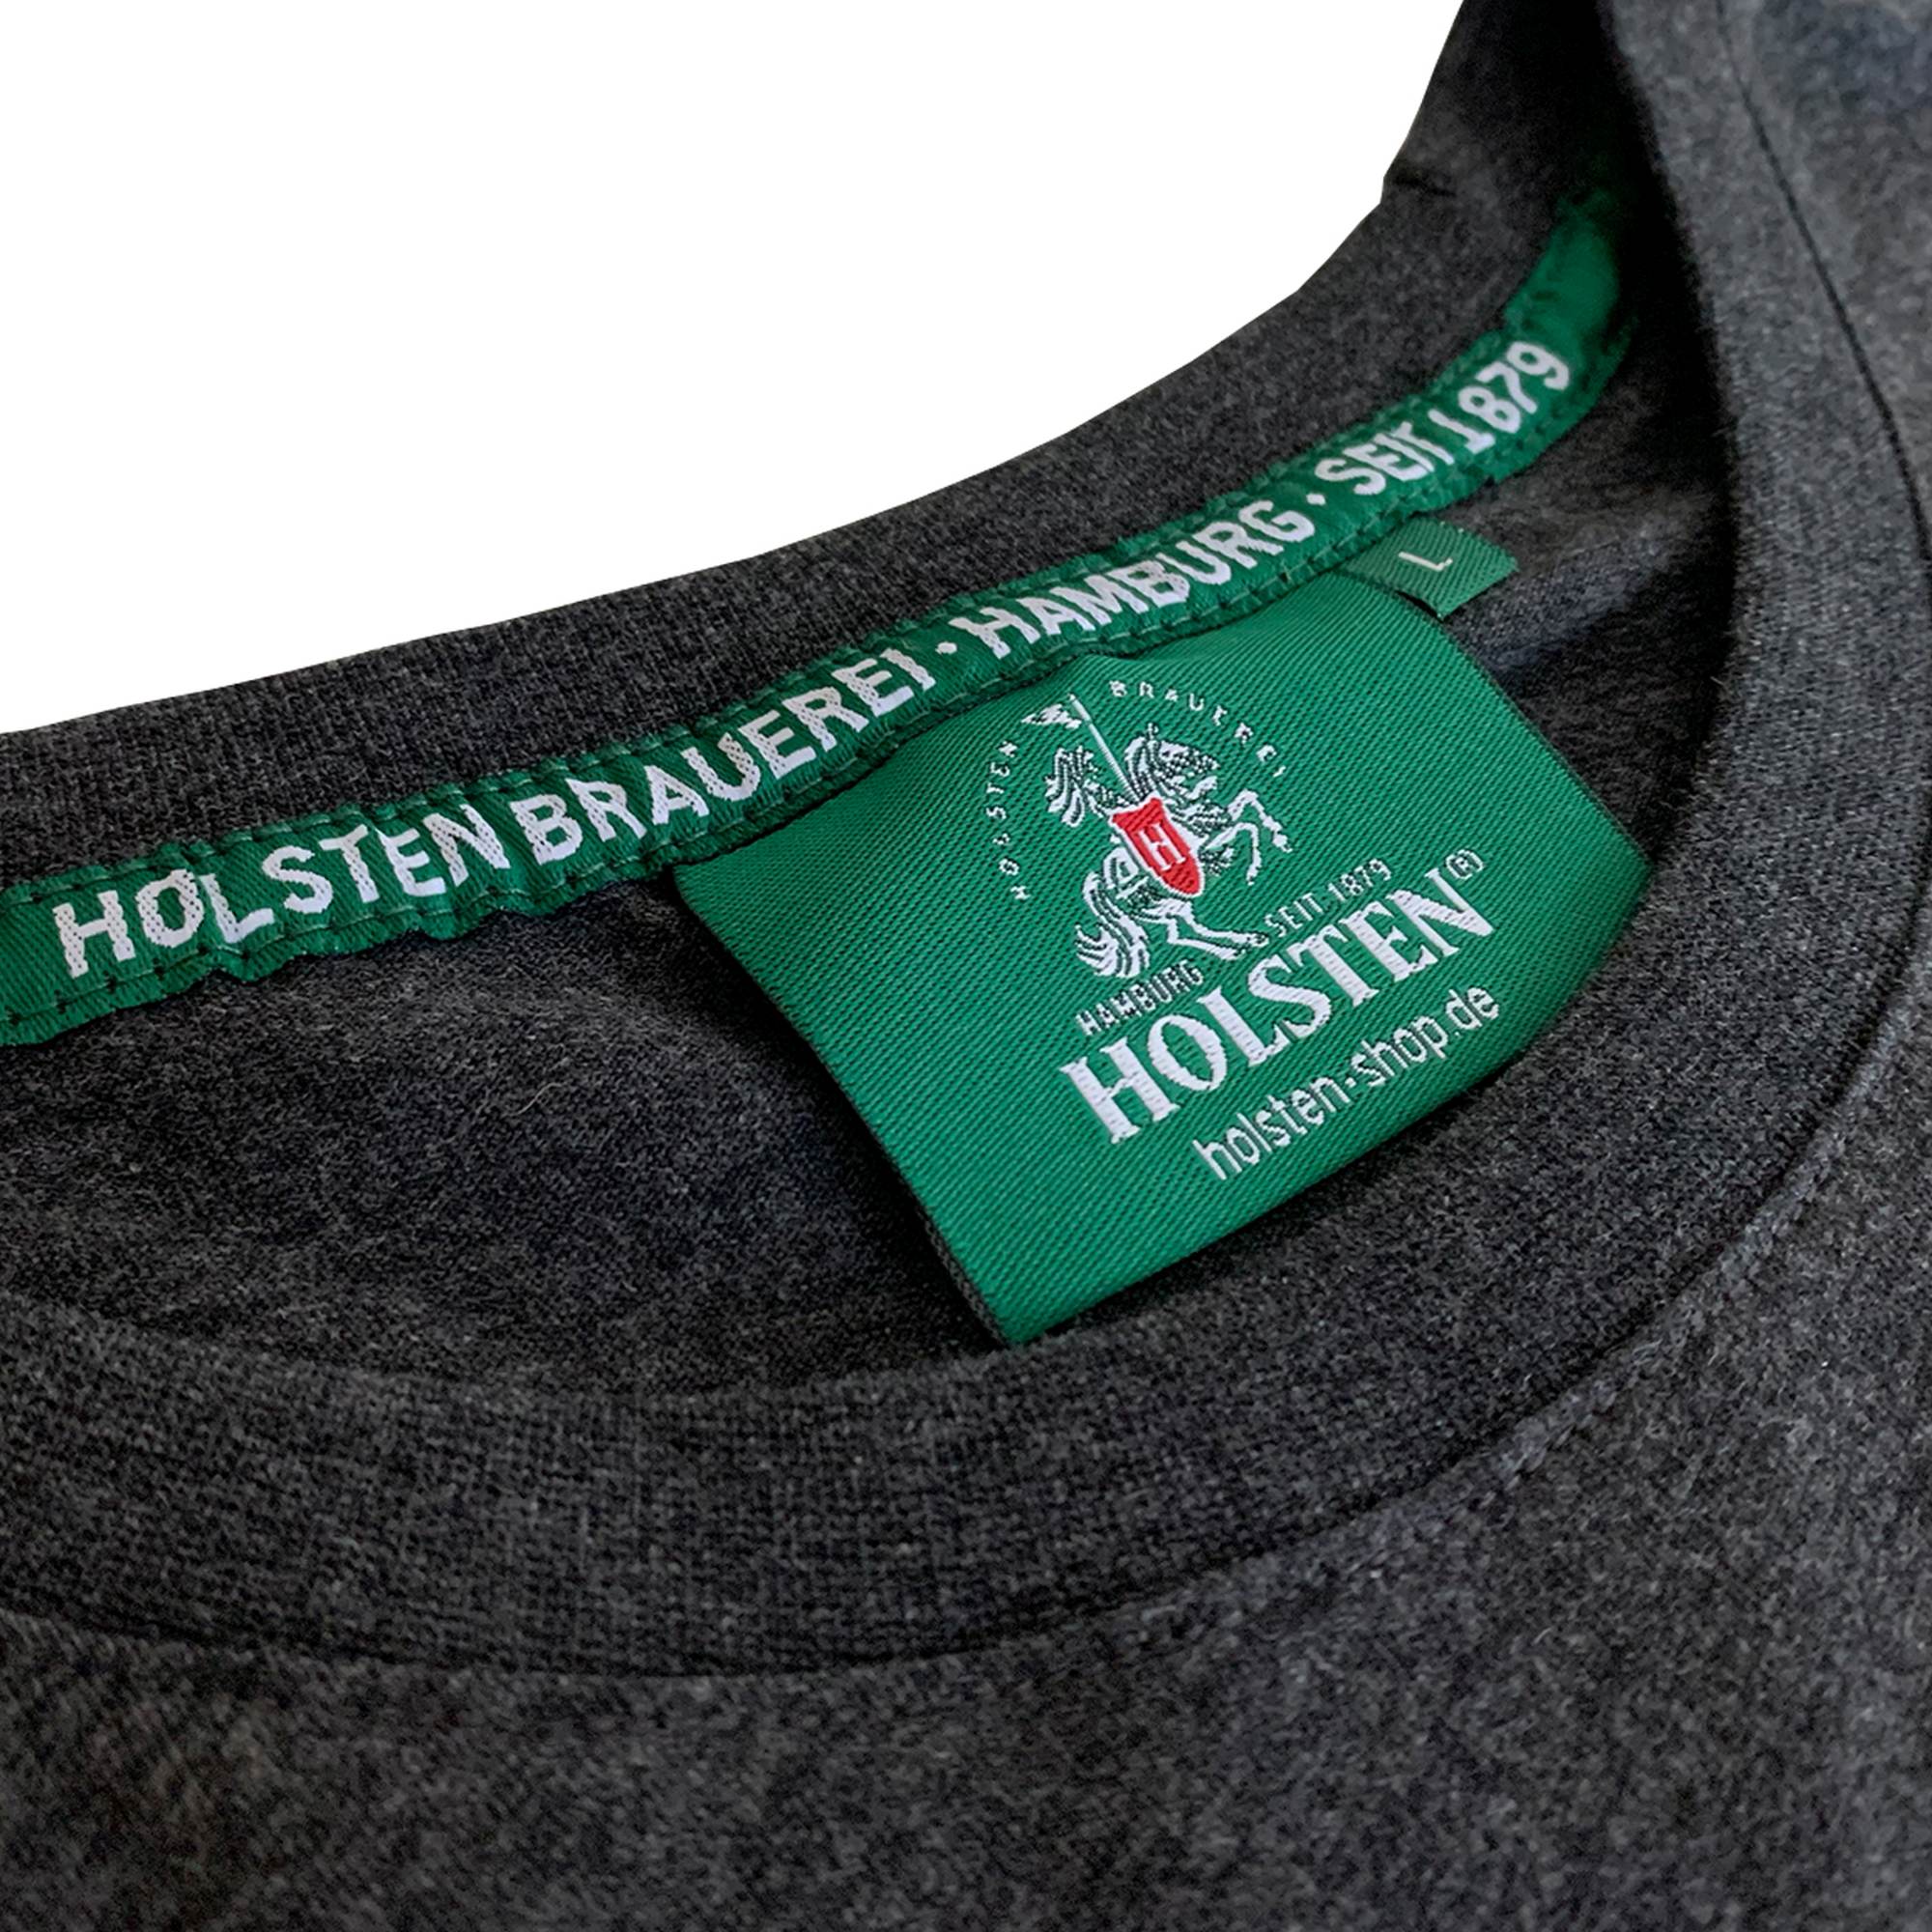 HOLSTEN BRAUEREI · HAMBURG · SEIT 1879
L
HOLSTEN BRAUEREI
H
HAMBURG SEIT 1879
HOLSTEN(R)
holsten-shop.de